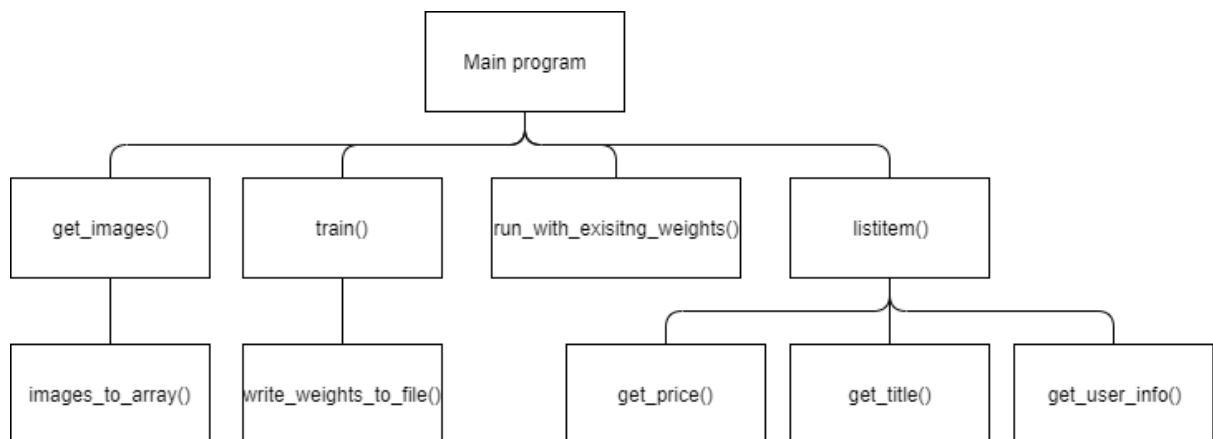 Main program
get_images()
train()
run_with_exisitng_weights()
listitem()
images_to_array()
write_weights_to_file()
get_price()
get_title()
get_user_info()